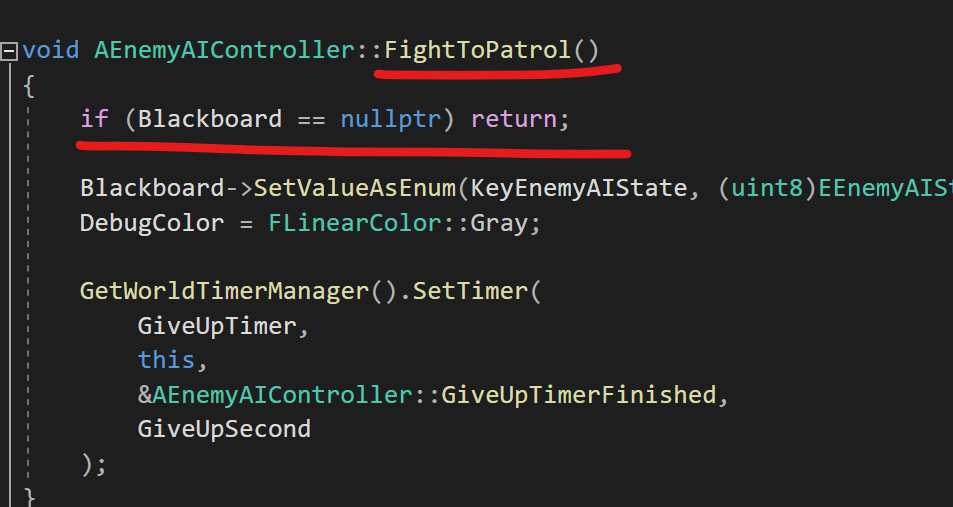 void AEnemyAIController::FightToPatrol()
{
if (Blackboard == nullptr) return;
Blackboard->SetValueAsEnum(KeyEnemyAIState, (uint8)EEnemyAISt
DebugColor = FLinearColor::Gray;
GetWorldTimerManager().SetTimer(
GiveUpTimer,
this,
&AEnemyAIController::GiveUpTimerFinished,
GiveUpSecond
);
}